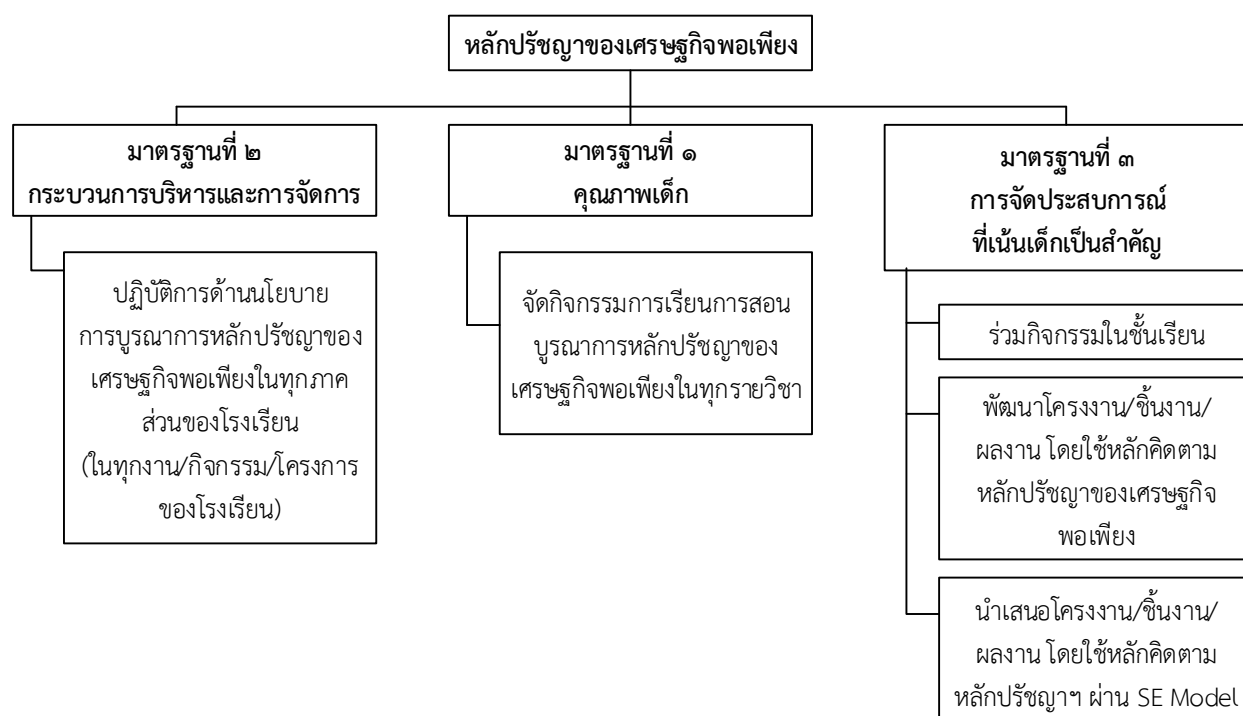 หลักปรัชญาของเศรษฐกิจพอเพียง
มาตรฐานที่ ๒
กระบวนการบริหารและการจัดการ
ปฏิบัติการด้านนโยบาย
การบูรณาการหลักปรัชญาของ
เศรษฐกิจพอเพียงในทุกภาค
ส่วนของโรงเรียน
(ในทุกงาน/กิจกรรม/โครงการ
ของโรงเรียน)
มาตรฐานที่ ๑
คุณภาพเด็ก
จัดกิจกรรมการเรียนการสอน
บูรณาการหลักปรัชญาของ
เศรษฐกิจพอเพียงในทุกรายวิชา
มาตรฐานที่ ๓
การจัดประสบการณ์
ที่เน้นเด็กเป็นสำคัญ
ร่วมกิจกรรมในชั้นเรียน
พัฒนาโครงงาน/ชิ้นงาน/
ผลงาน โดยใช้หลักคิดตาม
หลักปรัชญาของเศรษฐกิจ
พอเพียง
นำเสนอโครงงาน/ชิ้นงาน/
ผลงาน โดยใช้หลักคิดตาม
หลักปรัชญาฯ ผ่าน SE Model